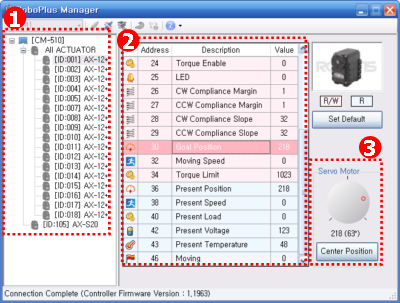 RoboPlus Manager
1
[CM-510]
All ACTUATOR
[ID:001] AX-12+
[ID:002] AX-12+
[ID:003] AX-12+
[ID:004] AX-12+
[ID:005] AX-12+
[ID:006] AX-12+
[ID:007] AX-12+
[ID:008] AX-12+
[ID:009] AX-12+
[ID:010] AX-12+
[ID:011] AX-12+
[ID:012] AX-12+
[ID:013] AX-12+
[ID:014] AX-12+
[ID:015] AX-12+
[ID:016] AX-12+
[ID:017] AX-12+
[ID:018] AX-12+
[ID:105] AX-S20
2
Address Description Value
24 Torque Enable 0
25 LED 0
26 CW Compliance Margin 1
27 CCW Compliance Margin 1
28 CW Compliance Slope 32
29 CCW Compliance Slope 32
30 Goal Position 218
32 Moving Speed 0
34 Torque Limit 1023
36 Present Position 218
38 Present Speed 0
40 Present Load 0
42 Present Voltage 123
43 Present Temperature 48
46 Moving 0
R/W R
Set Default
3
Servo Motor
218 (63°)
Center Position
Connection Complete (Controller Firmware Version : 1,1963)